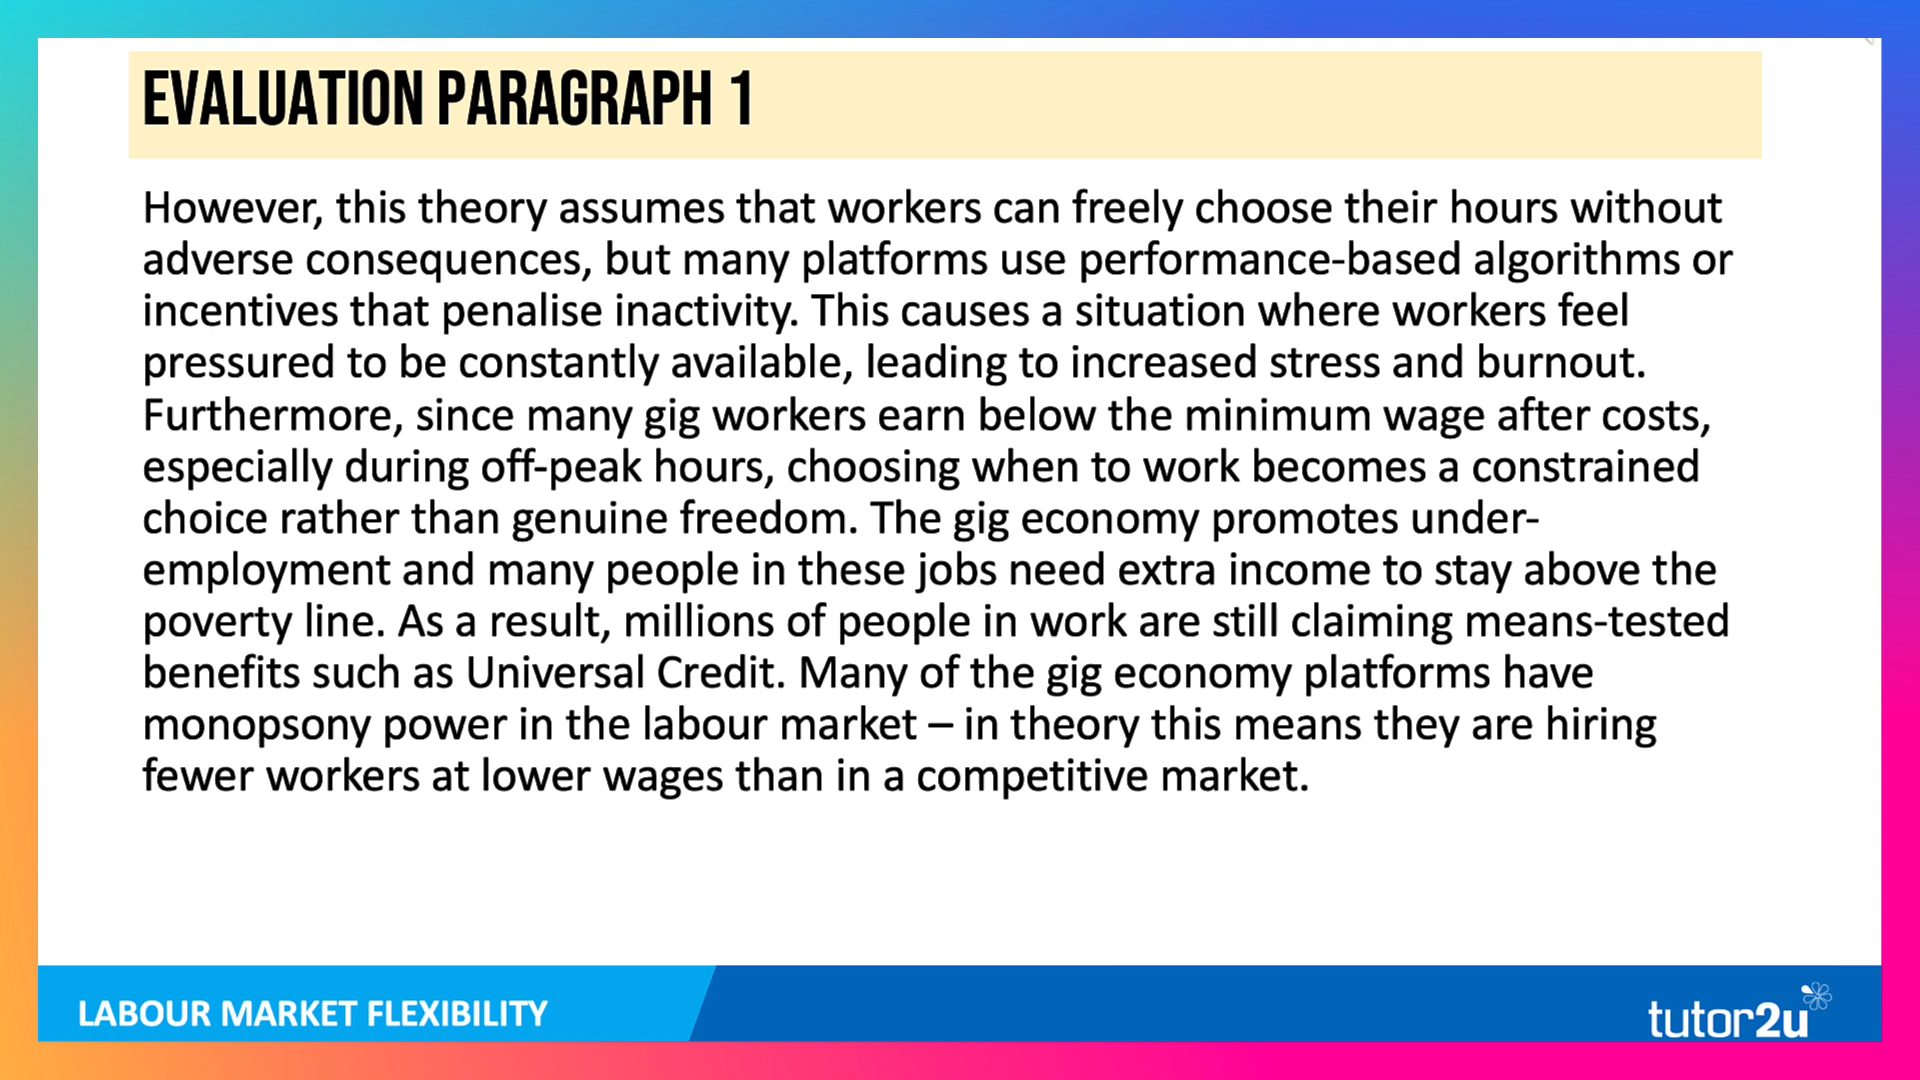 EVALUATION PARAGRAPH 1
However, this theory assumes that workers can freely choose their hours without
adverse consequences, but many platforms use performance-based algorithms or
incentives that penalise inactivity. This causes a situation where workers feel
pressured to be constantly available, leading to increased stress and burnout.
Furthermore, since many gig workers earn below the minimum wage after costs,
especially during off-peak hours, choosing when to work becomes a constrained
choice rather than genuine freedom. The gig economy promotes under-
employment and many people in these jobs need extra income to stay above the
poverty line. As a result, millions of people in work are still claiming means-tested
benefits such as Universal Credit. Many of the gig economy platforms have
monopsony power in the labour market – in theory this means they are hiring
fewer workers at lower wages than in a competitive market.
LABOUR MARKET FLEXIBILITY
tutor2u